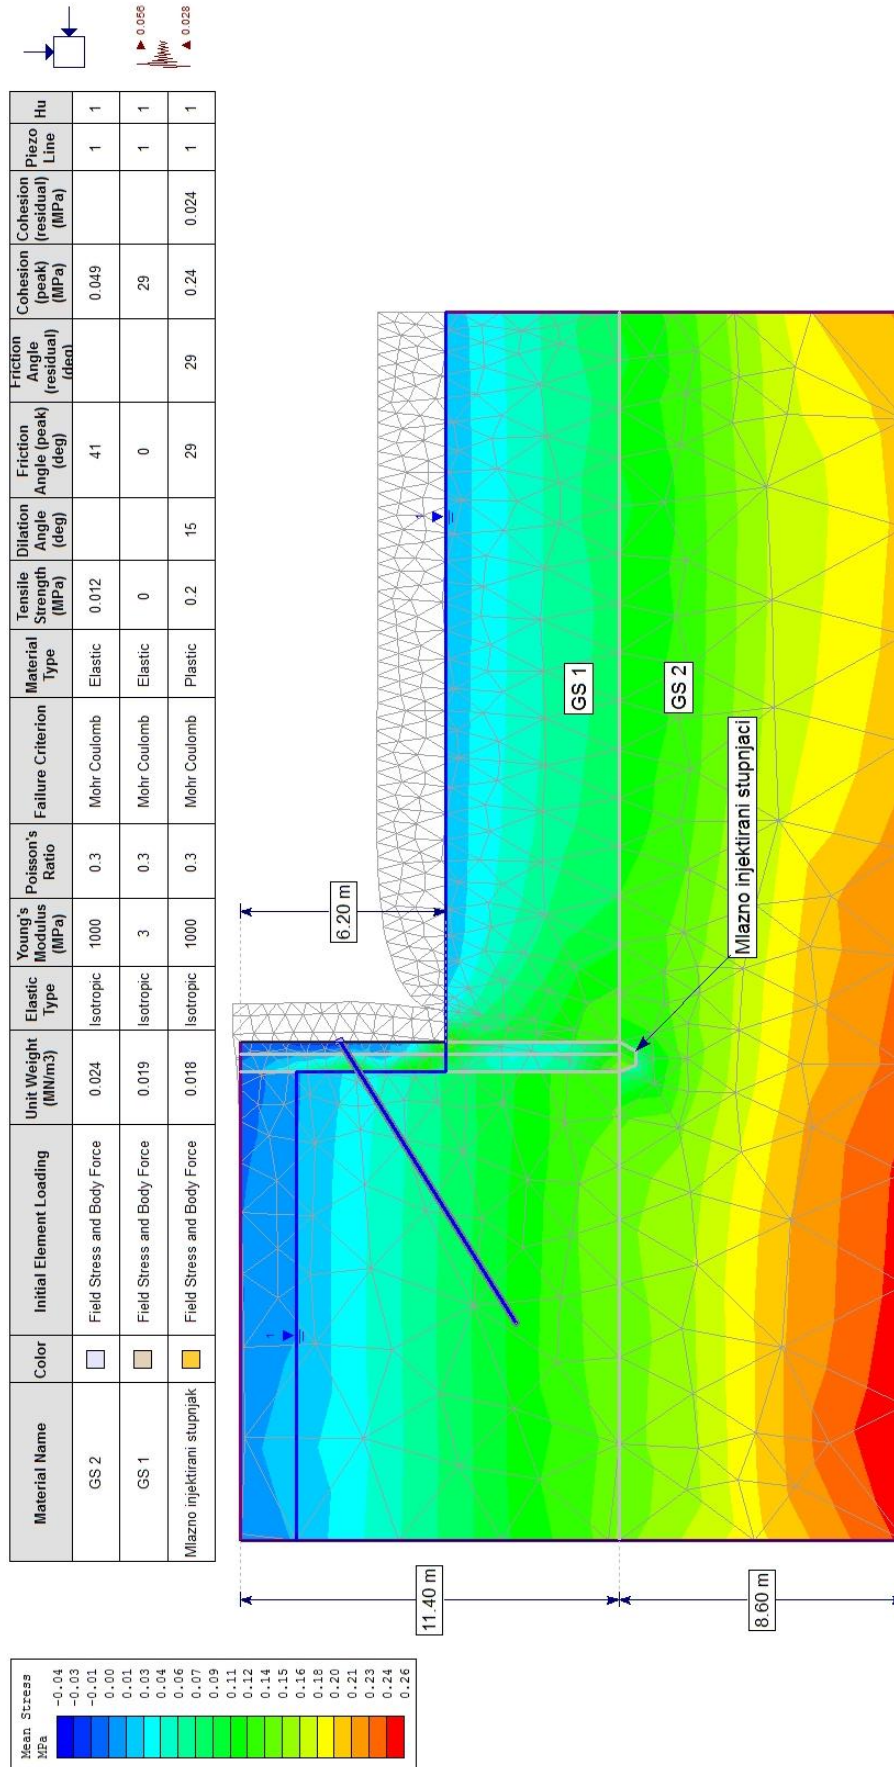 Material Name Color Initial Element Loading Unit Weight (MN/m3) Elastic Type Young's Modulus (MPa) Poisson's Ratio Failure Criterion Material Type Tensile Strength (MPa) Dilation Angle (deg) Friction Angle (peak) (deg) Friction Angle (residual) (deg) Cohesion (peak) (MPa) Cohesion (residual) (MPa) Piezo Line Hu
GS 2 Field Stress and Body Force 0.024 Isotropic 1000 0.3 Mohr Coulomb Elastic 0.012 41 0.049 1 1
GS 1 Field Stress and Body Force 0.019 Isotropic 3 0.3 Mohr Coulomb Elastic 0 0 29 1 1
Mlazno injektirani stupnjak Field Stress and Body Force 0.018 Isotropic 1000 0.3 Mohr Coulomb Plastic 0.2 15 29 29 0.24 0.024 1 1
0.056
0.028
Mean Stress
MPa
-0.04
-0.03
-0.01
0.00
0.01
0.03
0.04
0.06
0.07
0.09
0.11
0.12
0.14
0.15
0.16
0.18
0.20
0.21
0.23
0.24
0.26
11.40 m
8.60 m
6.20 m
1
1
GS 1
GS 2
Mlazno injektirani stupnjaci